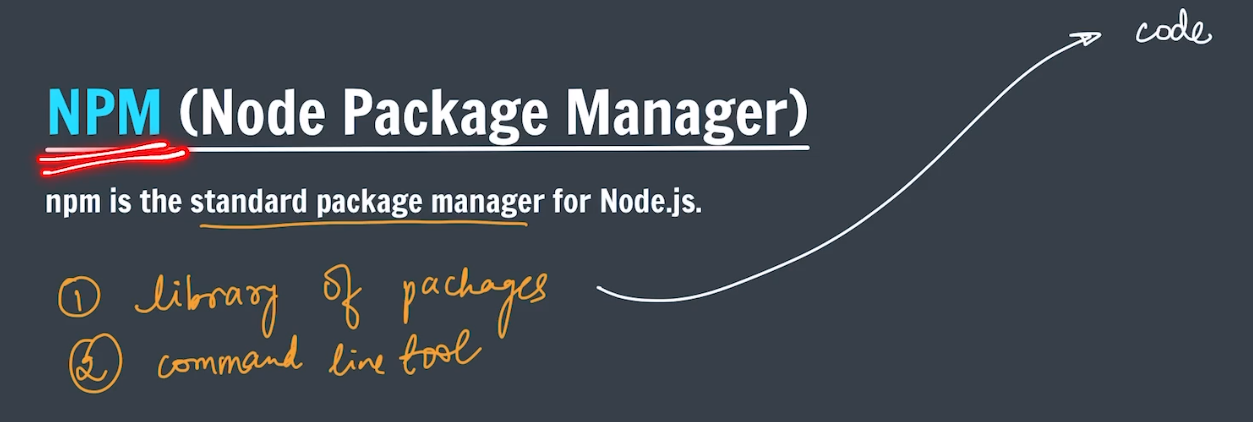 code
NPM (Node Package Manager)
npm is the standard package manager for Node.js.
① library of packages
② command line tool